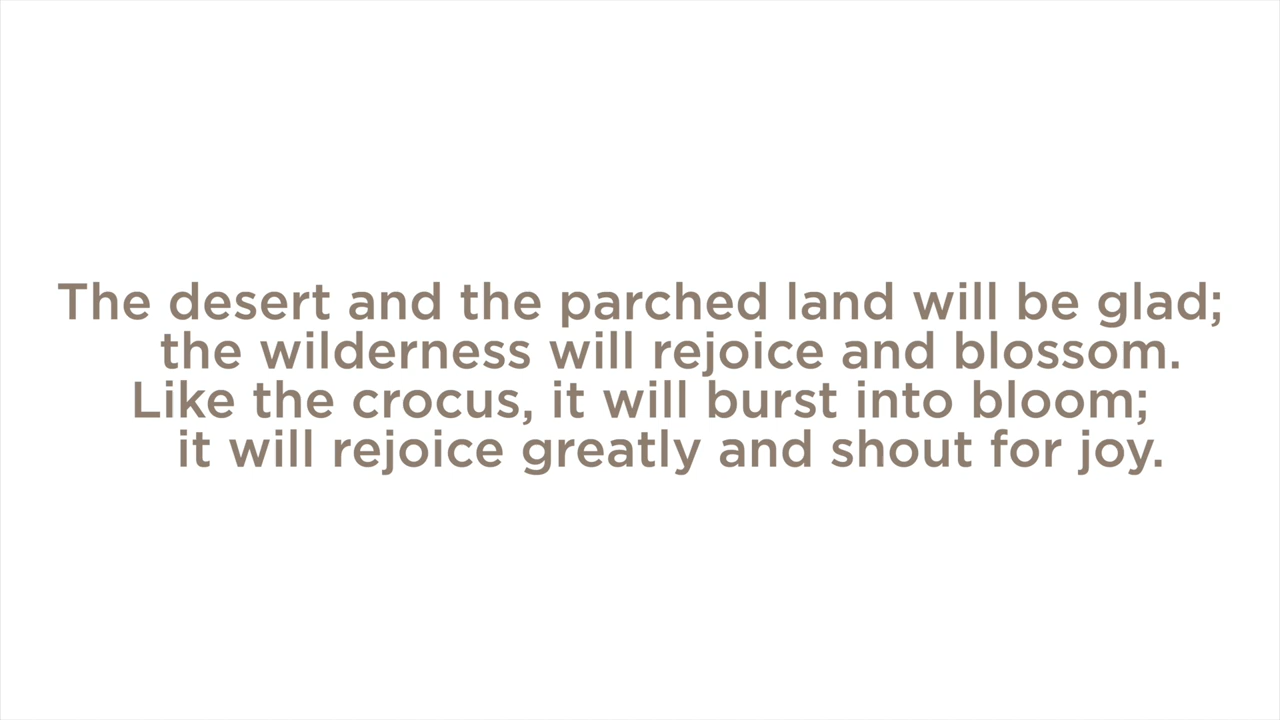 The desert and the parched land will be glad;
the wilderness will rejoice and blossom.
Like the crocus, it will burst into bloom;
it will rejoice greatly and shout for joy.